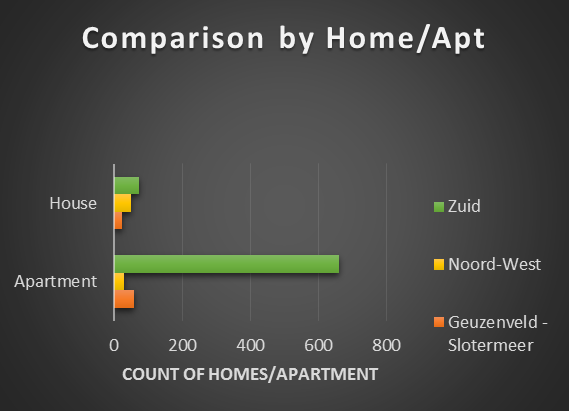 Comparison by Home/Apt
House
Apartment
0 200 400 600 800
COUNT OF HOMES/APARTMENT
Zuid
Noord-West
Geuzenveld -
Slotermeer